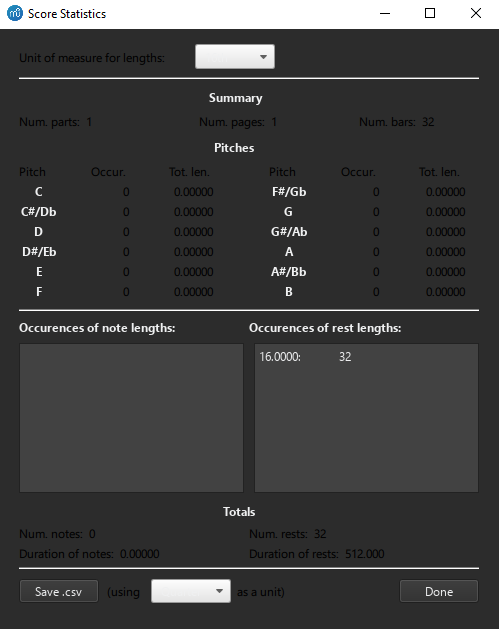 Score Statistics
Unit of measure for lengths:
Summary
Num. parts: 1 Num. pages: 1 Num. bars: 32
Pitches
Pitch Occur. Tot. len. Pitch Occur. Tot. len.
C 0 0.00000 F#/Gb 0 0.00000
C#/Db 0 0.00000 G 0 0.00000
D 0 0.00000 G#/Ab 0 0.00000
D#/Eb 0 0.00000 A 0 0.00000
E 0 0.00000 A#/Bb 0 0.00000
F 0 0.00000 B 0 0.00000
Occurences of note lengths: Occurences of rest lengths:
16.0000: 32
Totals
Num. notes: 0 Num. rests: 32
Duration of notes: 0.00000 Duration of rests: 512.000
Save .csv (using as a unit) Done